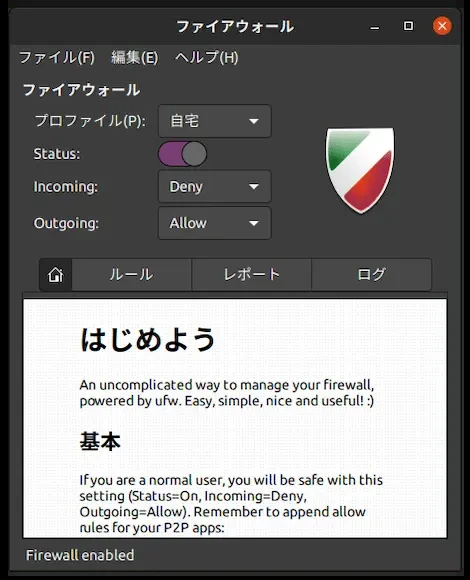 ファイアウォール
ファイル(F) 編集(E) ヘルプ(H)
ファイアウォール
プロファイル(P): 自宅
Status:
Incoming: Deny
Outgoing: Allow
ルール レポート ログ
はじめよう
An uncomplicated way to manage your firewall,
powered by ufw. Easy, simple, nice and useful! :)
基本
If you are a normal user, you will be safe with this
setting (Status=On, Incoming=Deny,
Outgoing=Allow). Remember to append allow
rules for your P2P apps:
Firewall enabled